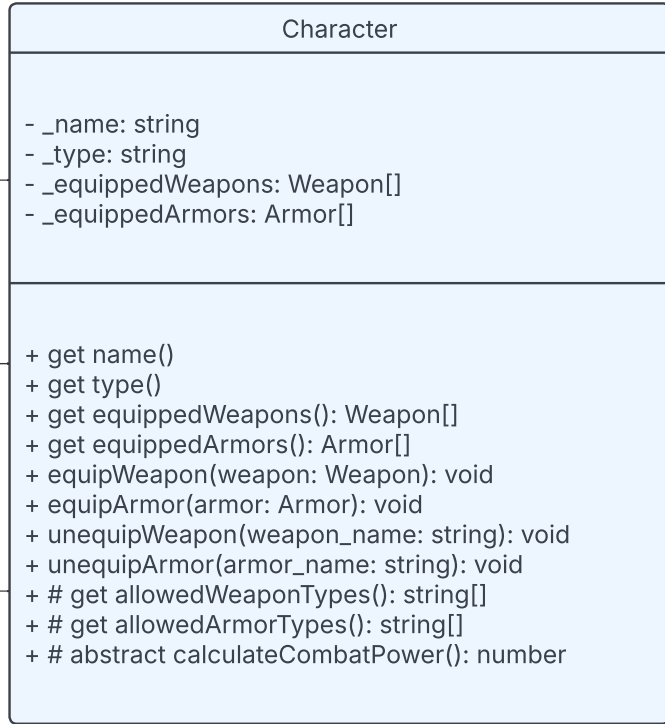 Character
- _name: string
- _type: string
- _equippedWeapons: Weapon[]
- _equippedArmors: Armor[]
+ get name()
+ get type()
+ get equippedWeapons(): Weapon[]
+ get equippedArmors(): Armor[]
+ equipWeapon(weapon: Weapon): void
+ equipArmor(armor: Armor): void
+ unequipWeapon(weapon_name: string): void
+ unequipArmor(armor_name: string): void
+ # get allowedWeaponTypes(): string[]
+ # get allowedArmorTypes(): string[]
+ # abstract calculateCombatPower(): number